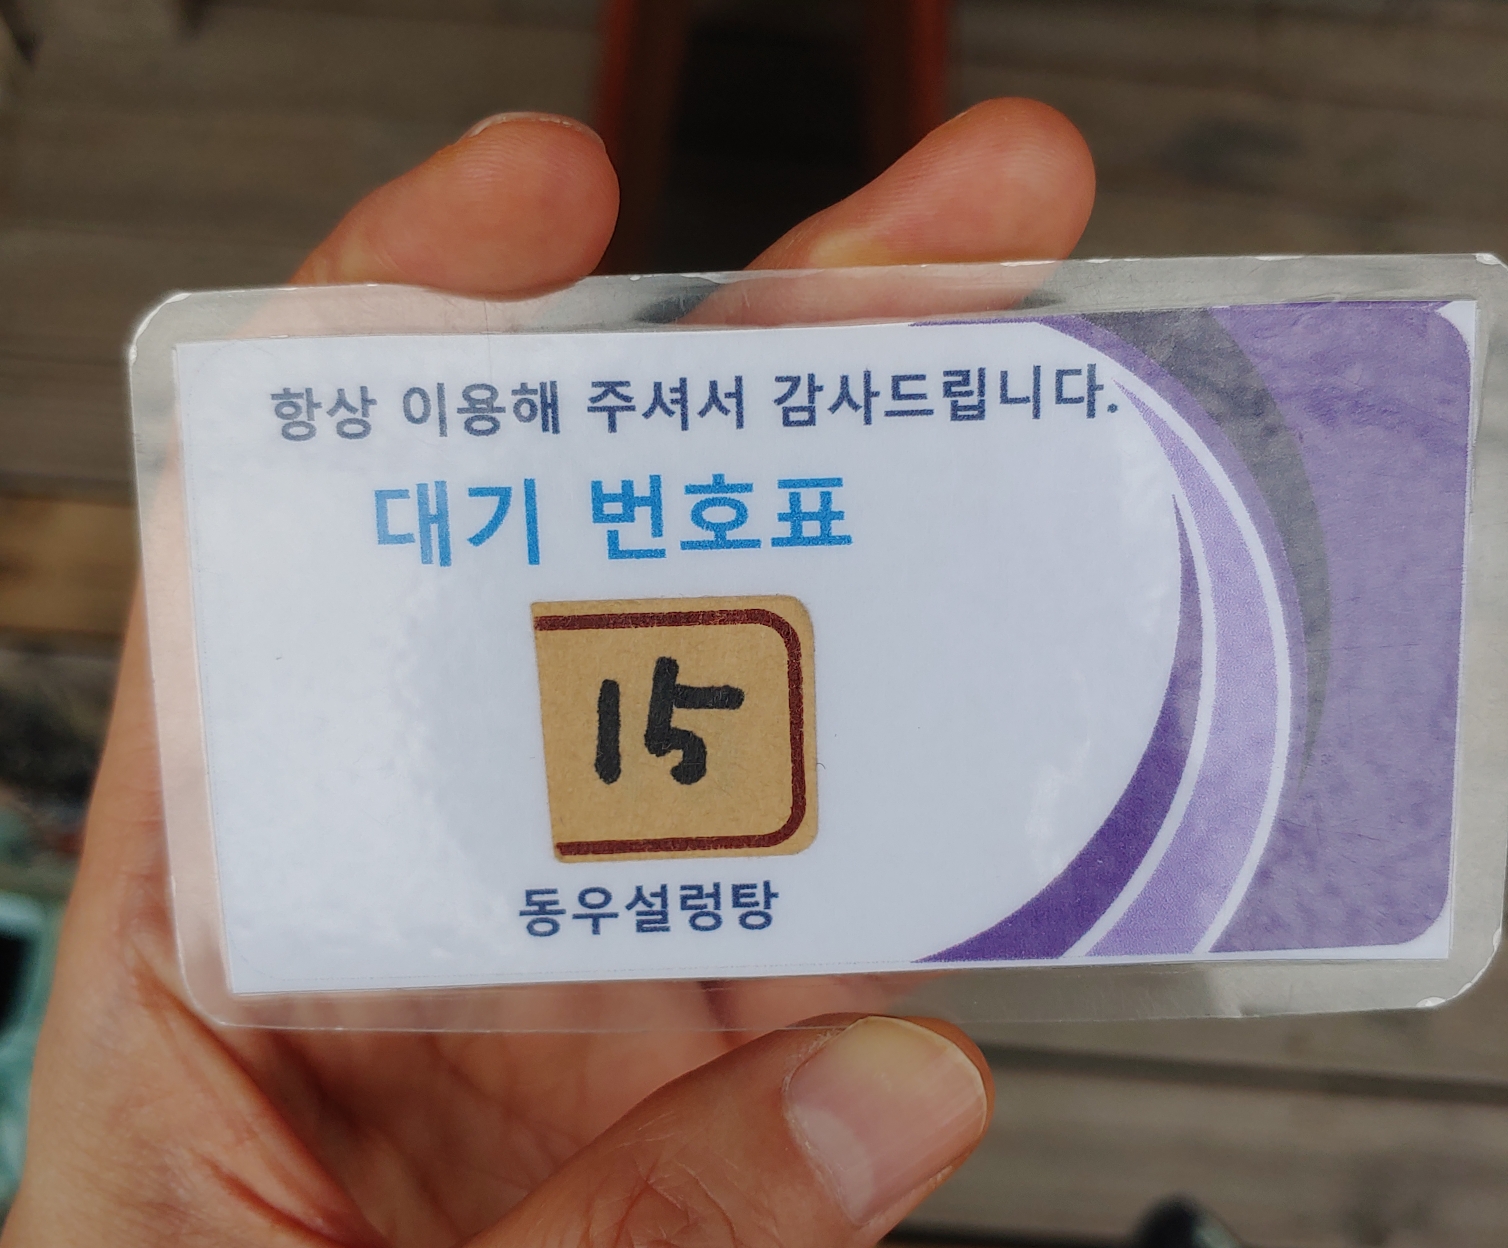 항상 이용해 주셔서 감사드립니다.
대기 번호표
15
동우설렁탕